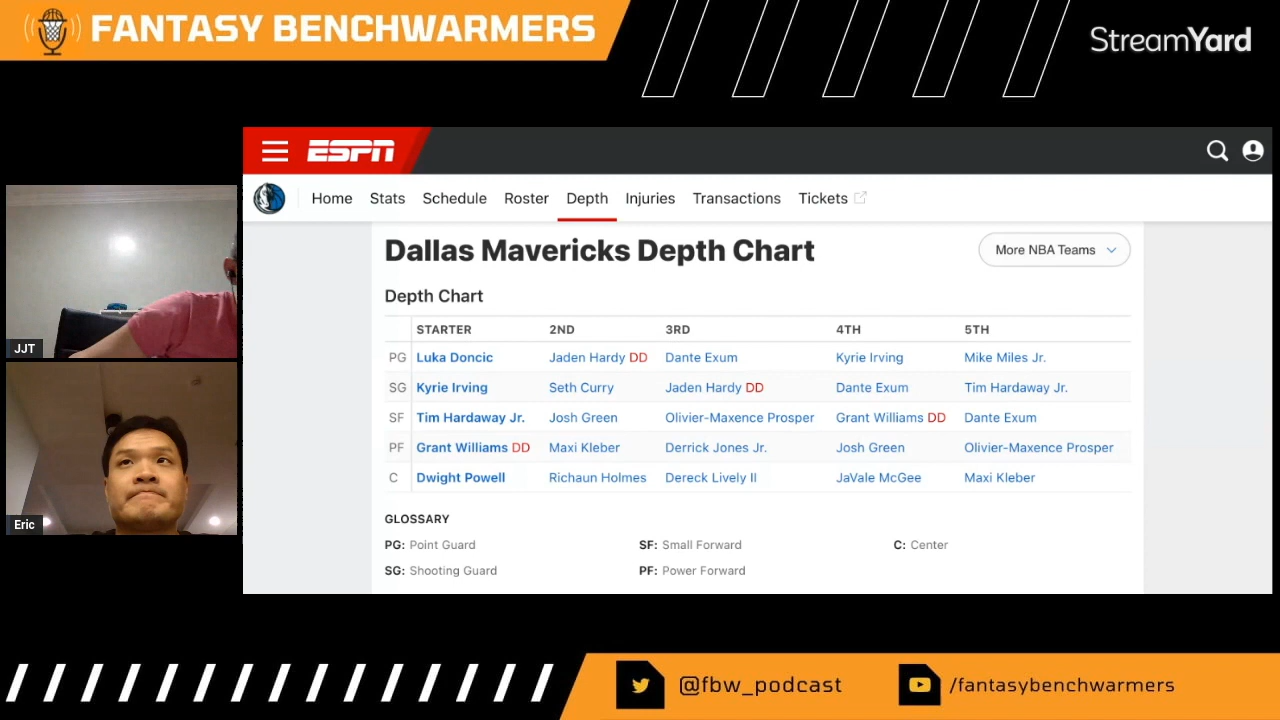 FANTASY BENCHWARMERS
StreamYard
ESPN
Home Stats Schedule Roster Depth Injuries Transactions Tickets
Dallas Mavericks Depth Chart
More NBA Teams
Depth Chart
STARTER 2ND 3RD 4TH 5TH
PG Luka Doncic Jaden Hardy DD Dante Exum Kyrie Irving Mike Miles Jr.
SG Kyrie Irving Seth Curry Jaden Hardy DD Dante Exum Tim Hardaway Jr.
SF Tim Hardaway Jr. Josh Green Olivier-Maxence Prosper Grant Williams DD Dante Exum
PF Grant Williams DD Maxi Kleber Derrick Jones Jr. Josh Green Olivier-Maxence Prosper
C Dwight Powell Richaun Holmes Dereck Lively II JaVale McGee Maxi Kleber
GLOSSARY
PG: Point Guard SF: Small Forward C: Center
SG: Shooting Guard PF: Power Forward
JJT
Eric
@fbw_podcast /fantasybenchwarmers